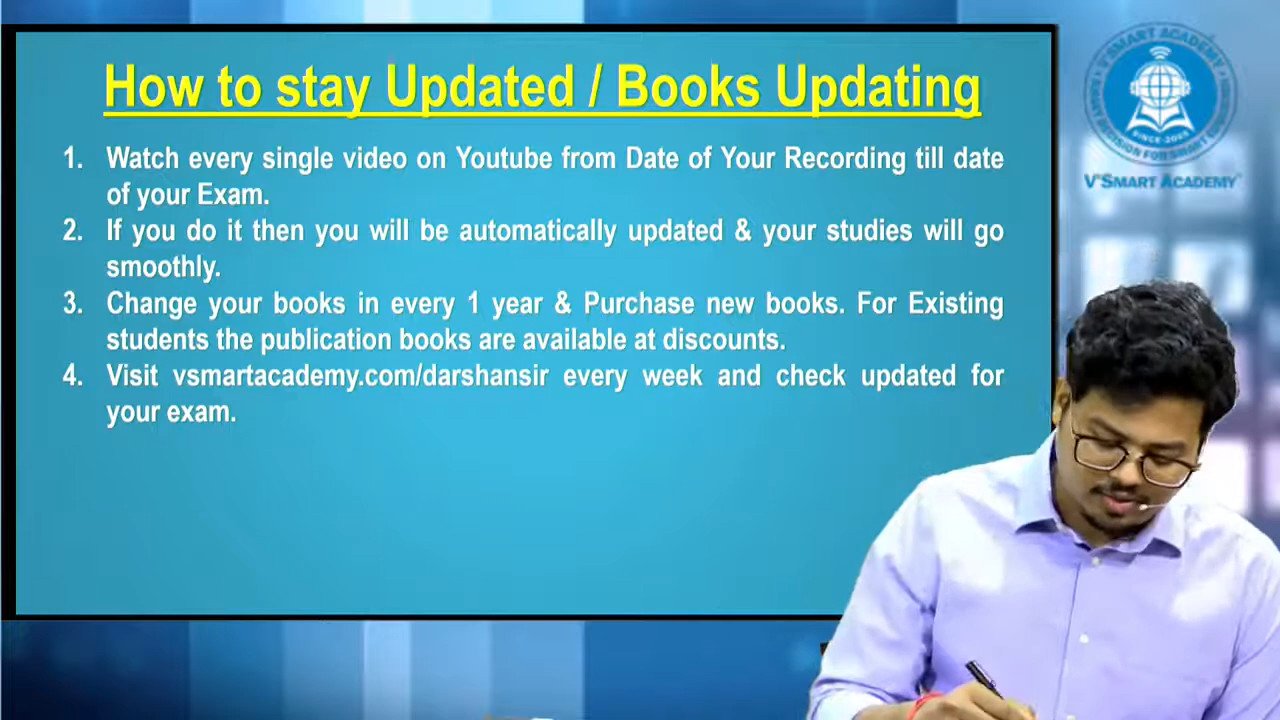 How to stay Updated / Books Updating
1. Watch every single video on Youtube from Date of Your Recording till date
of your Exam.
2. If you do it then you will be automatically updated & your studies will go
smoothly.
3. Change your books in every 1 year & Purchase new books. For Existing
students the publication books are available at discounts.
4. Visit vsmartacademy.com/darshansir every week and check updated for
your exam.
V'SMART ACADEMY
SINCE-
V'SMART ACADEMY